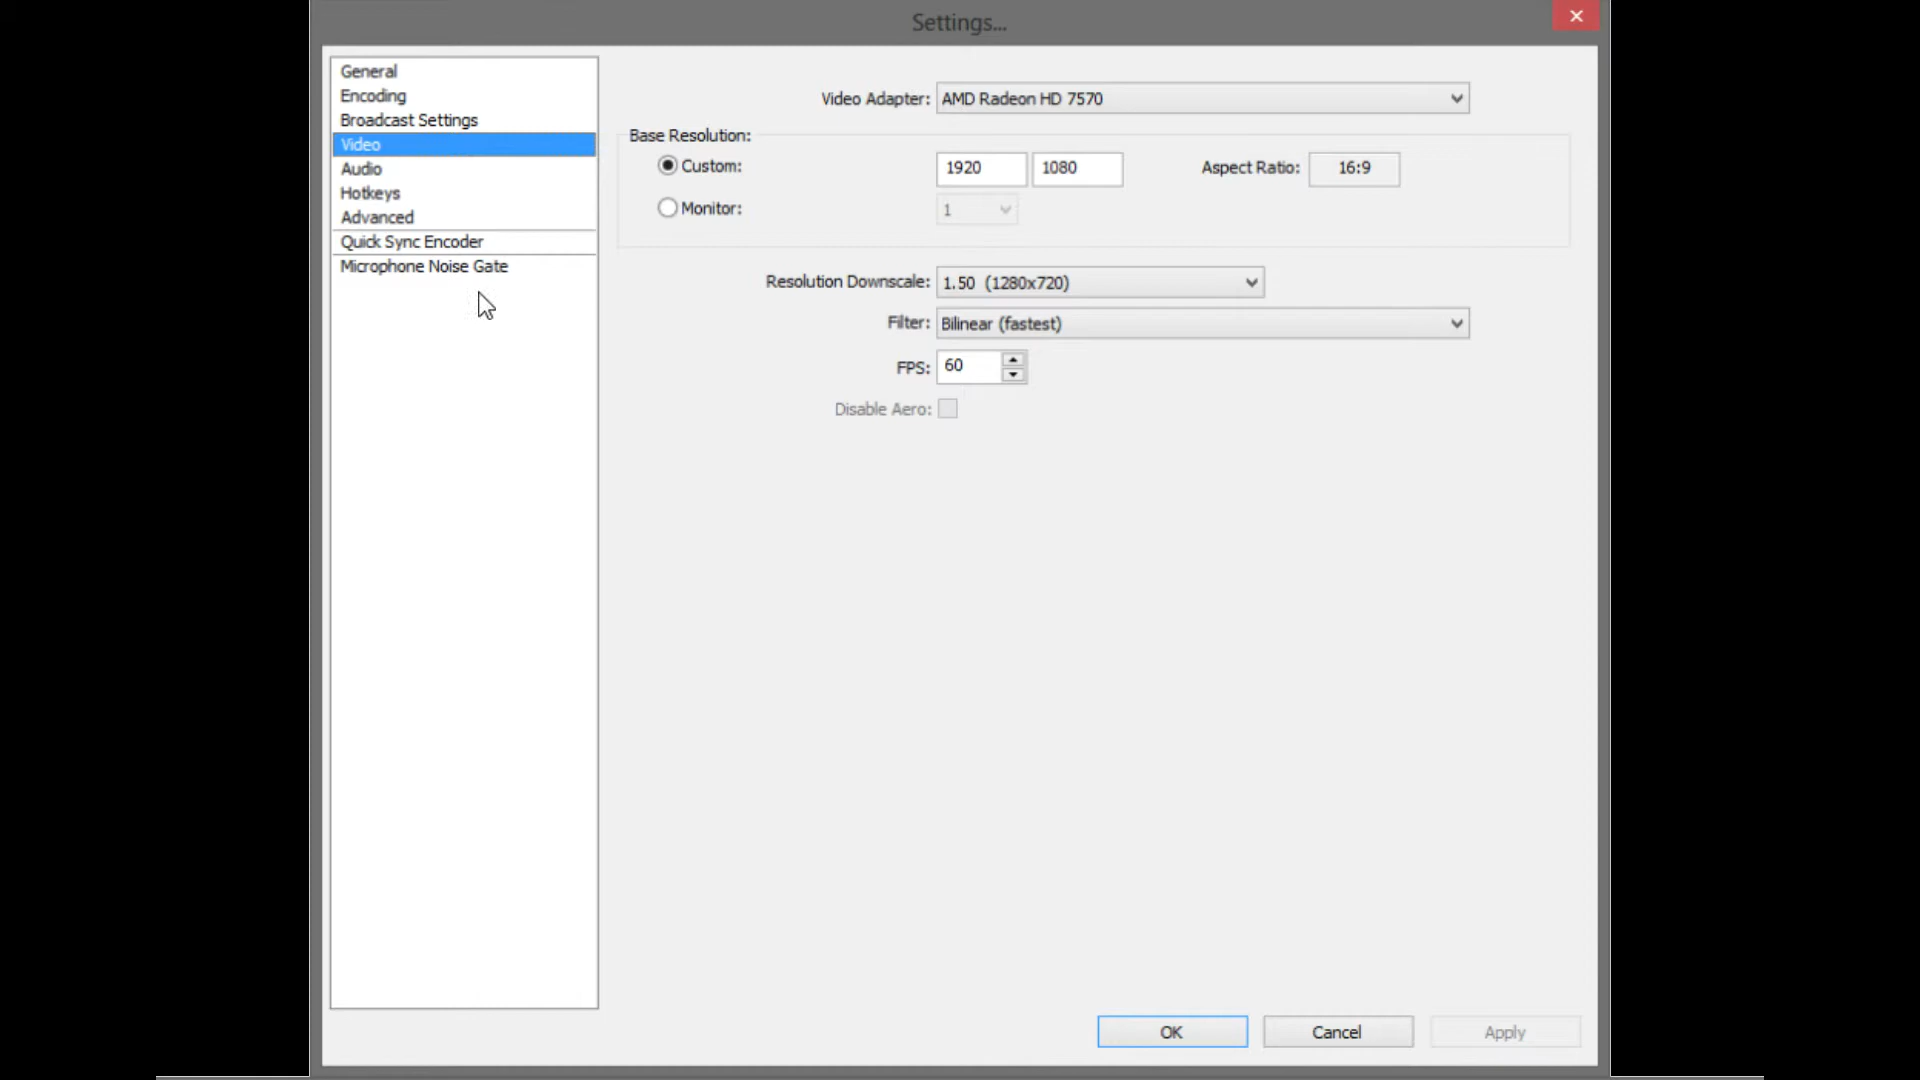 Settings...
General
Encoding
Broadcast Settings
Video
Audio
Hotkeys
Advanced
Quick Sync Encoder
Microphone Noise Gate
Video Adapter: AMD Radeon HD 7570
Base Resolution:
Custom: 1920 1080 Aspect Ratio: 16:9
Monitor: 1
Resolution Downscale: 1.50 (1280x720)
Filter: Bilinear (fastest)
FPS: 60
Disable Aero:
OK Cancel Apply